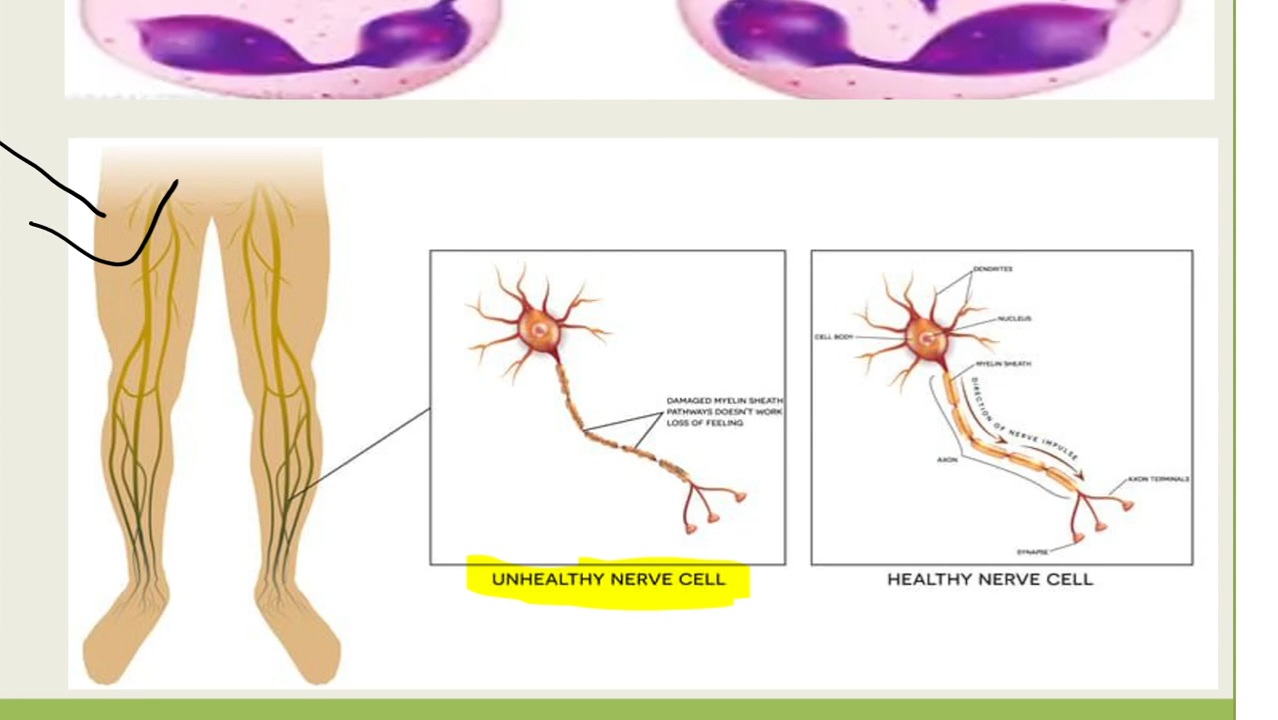 DENDRITES
NUCLEUS
CELL BODY
MYELIN SHEATH
DIRECTION OF NERVE IMPULSE
DAMAGED MYELIN SHEATH
PATHWAYS DOESN'T WORK
LOSS OF FEELING
AXON
AXON TERMINALS
SYNAPSE
UNHEALTHY NERVE CELL
HEALTHY NERVE CELL